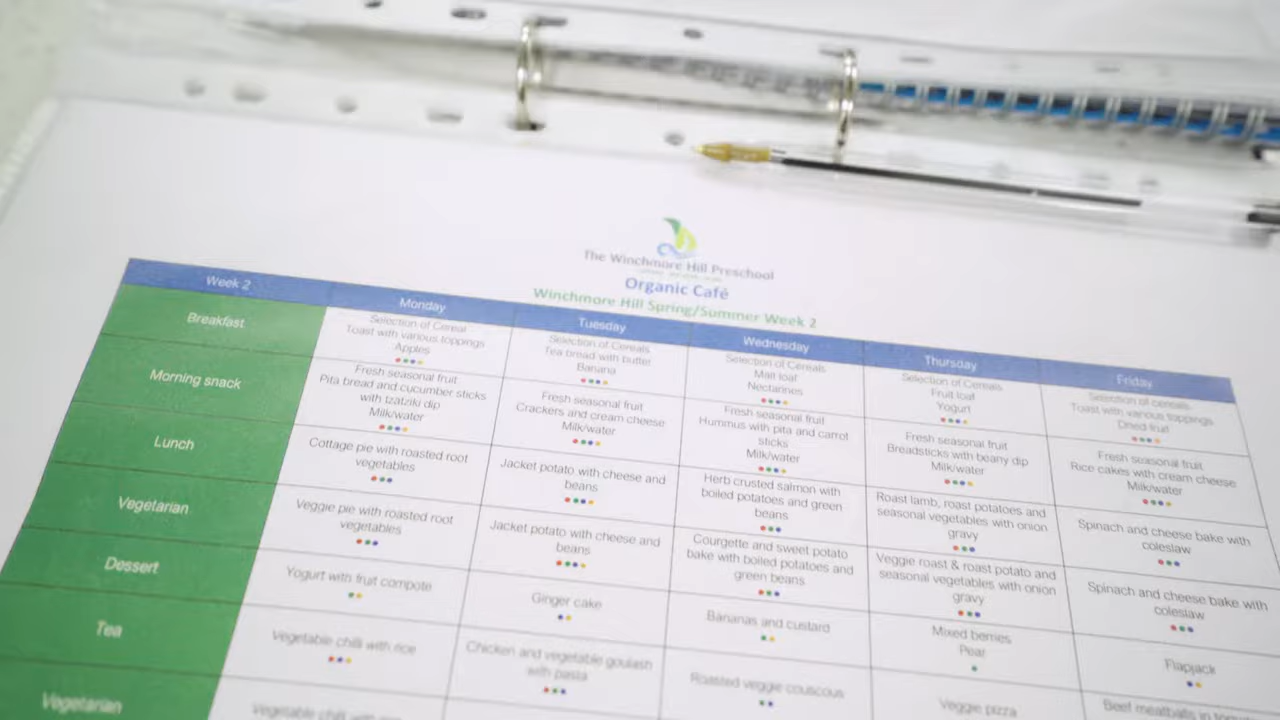 The Winchmore Hill Preschool
Organic Café
Winchmore Hill Spring/Summer Week 2
Week 2
Monday
Tuesday
Wednesday
Thursday
Friday
Breakfast
Selection of Cereal
Toast with various toppings
Apples
Selection of Cereals
Tea bread with butter
Banana
Selection of Cereals
Malt loaf
Nectarines
Selection of Cereals
Fruit loaf
Yogurt
Selection of cereals
Toast with various toppings
Dried fruit
Morning snack
Fresh seasonal fruit
Pita bread and cucumber sticks
with tzatziki dip
Milk/water
Fresh seasonal fruit
Crackers and cream cheese
Milk/water
Fresh seasonal fruit
Hummus with pita and carrot
sticks
Milk/water
Fresh seasonal fruit
Breadsticks with beany dip
Milk/water
Fresh seasonal fruit
Rice cakes with cream cheese
Milk/water
Lunch
Cottage pie with roasted root
vegetables
Jacket potato with cheese and
beans
Herb crusted salmon with
boiled potatoes and green
beans
Roast lamb, roast potatoes and
seasonal vegetables with onion
gravy
Spinach and cheese bake with
coleslaw
Vegetarian
Veggie pie with roasted root
vegetables
Jacket potato with cheese and
beans
Courgette and sweet potato
bake with boiled potatoes and
green beans
Veggie roast & roast potato and
seasonal vegetables with onion
gravy
Spinach and cheese bake with
coleslaw
Dessert
Yogurt with fruit compote
Ginger cake
Bananas and custard
Mixed berries
Pear
Flapjack
Tea
Vegetable chilli with rice
Chicken and vegetable goulash
with pasta
Roasted veggie couscous
Veggie pizza
Beef meatballs in
Vegetarian
Vegetable chilli with